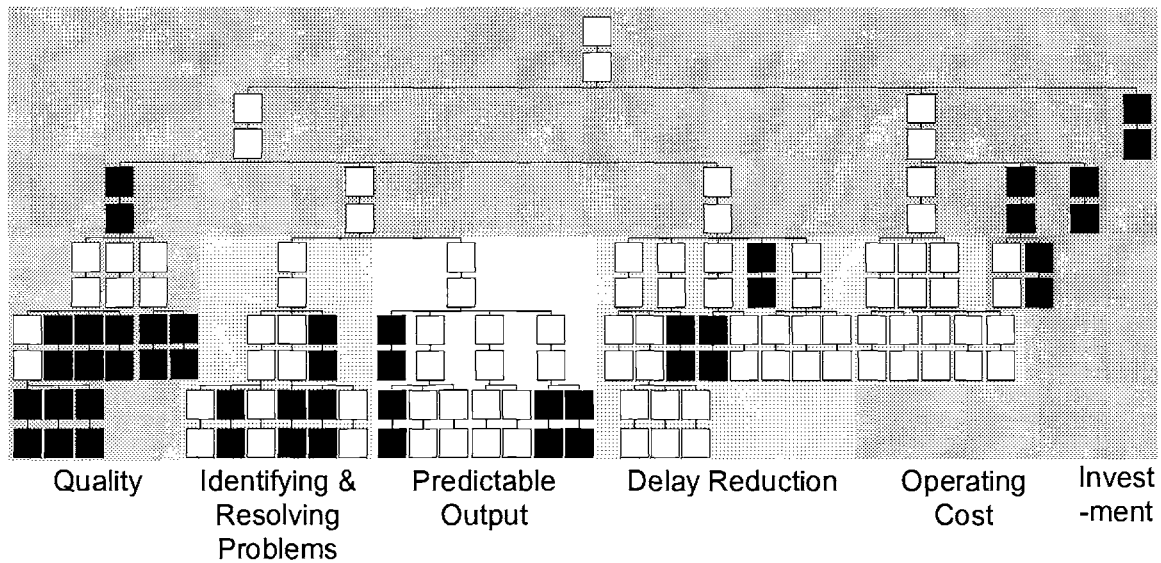 Quality
Identifying &
Resolving
Problems
Predictable
Output
Delay Reduction
Operating
Cost
Invest
-ment